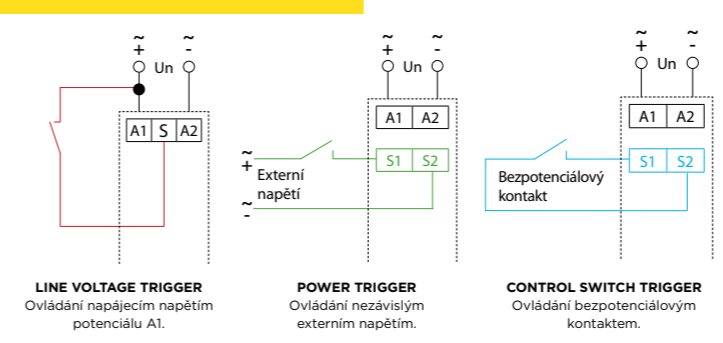 ~ ~
+ -
Un
A1 S A2
LINE VOLTAGE TRIGGER
Ovládání napájecím napětím
potenciálu A1.
~ ~
+ -
Un
A1 A2
S1 S2
~
+
Externí
napětí
~
-
POWER TRIGGER
Ovládání nezávislým
externím napětím.
~ ~
+ -
Un
A1 A2
S1 S2
Bezpotenciálový
kontakt
CONTROL SWITCH TRIGGER
Ovládání bezpotenciálovým
kontaktem.